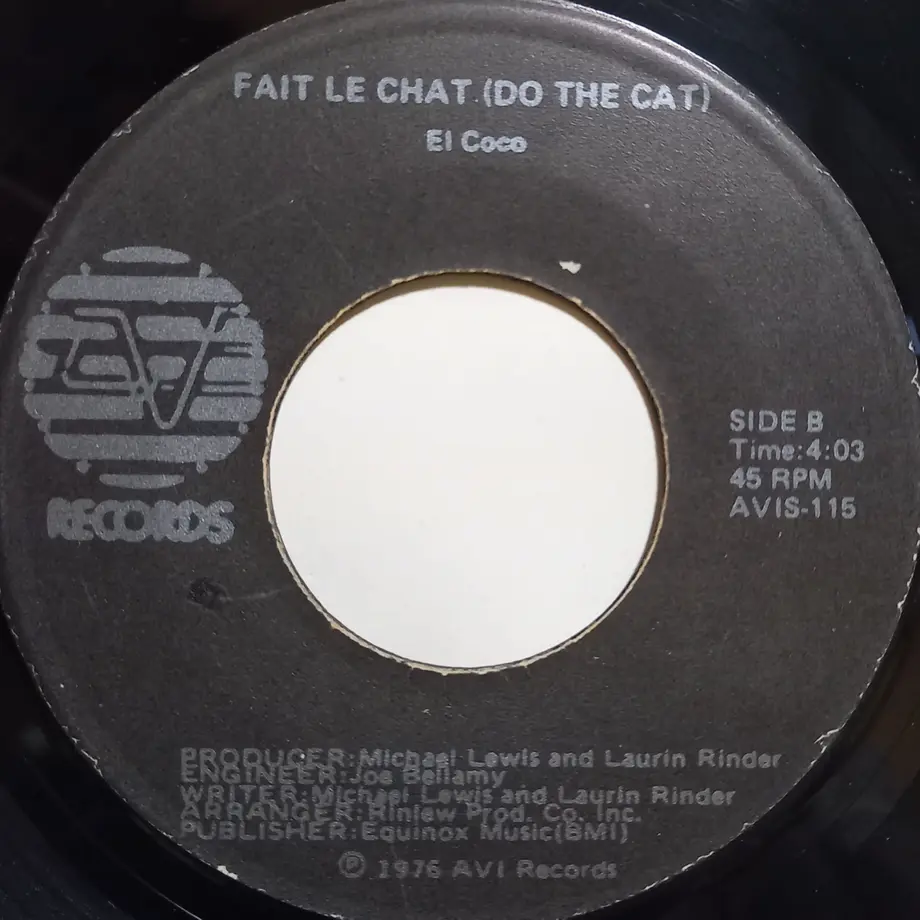 FAIT LE CHAT (DO THE CAT)
El Coco
AVI
RECORDS
SIDE B
Time:4:03
45 RPM
AVIS-115
PRODUCER:Michael Lewis and Laurin Rinder
ENGINEER:Joe Bellamy
WRITER:Michael Lewis and Laurin Rinder
ARRANGER:Rinlew Prod. Co. Inc.
PUBLISHER:Equinox Music(BMI)
℗ 1976 AVI Records